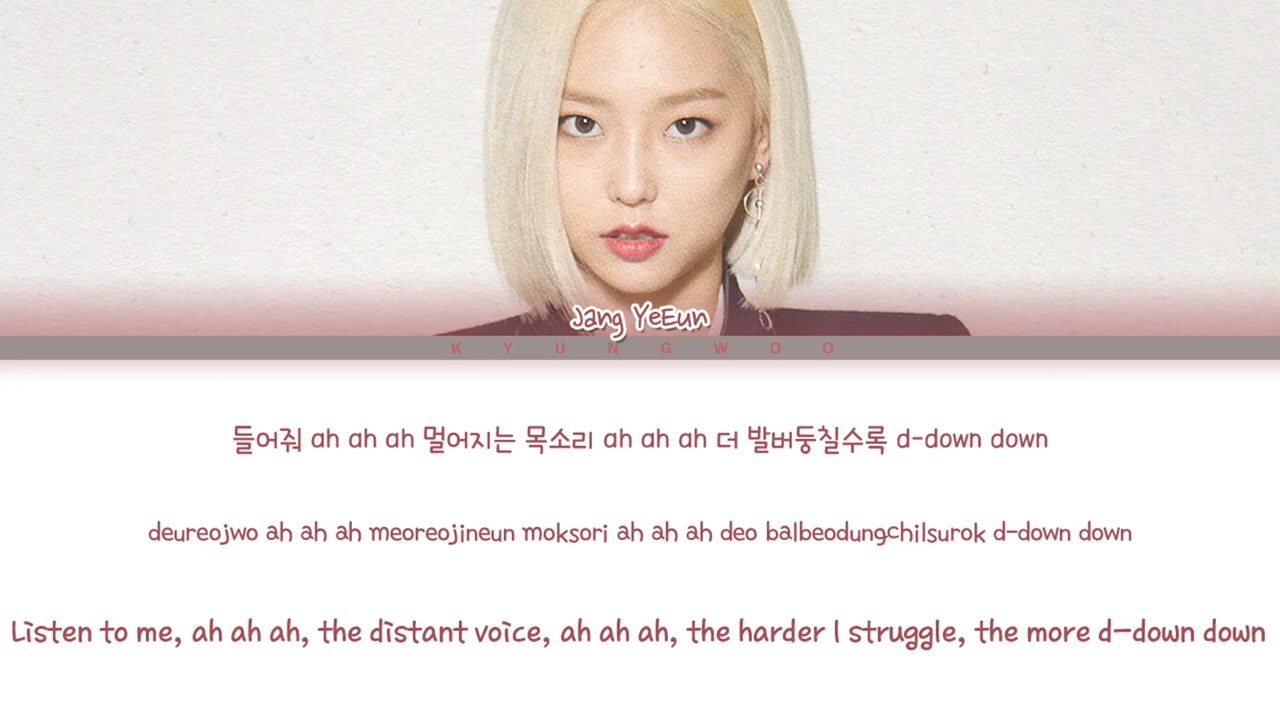 Jang YeEun
KYUNGWOO
들어줘 ah ah ah 멀어지는 목소리 ah ah ah 더 발버둥칠수록 d-down down
deureojwo ah ah ah meoreojineun moksori ah ah ah deo balbeodungchilsurok d-down down
Listen to me, ah ah ah, the distant voice, ah ah ah, the harder I struggle, the more d-down down